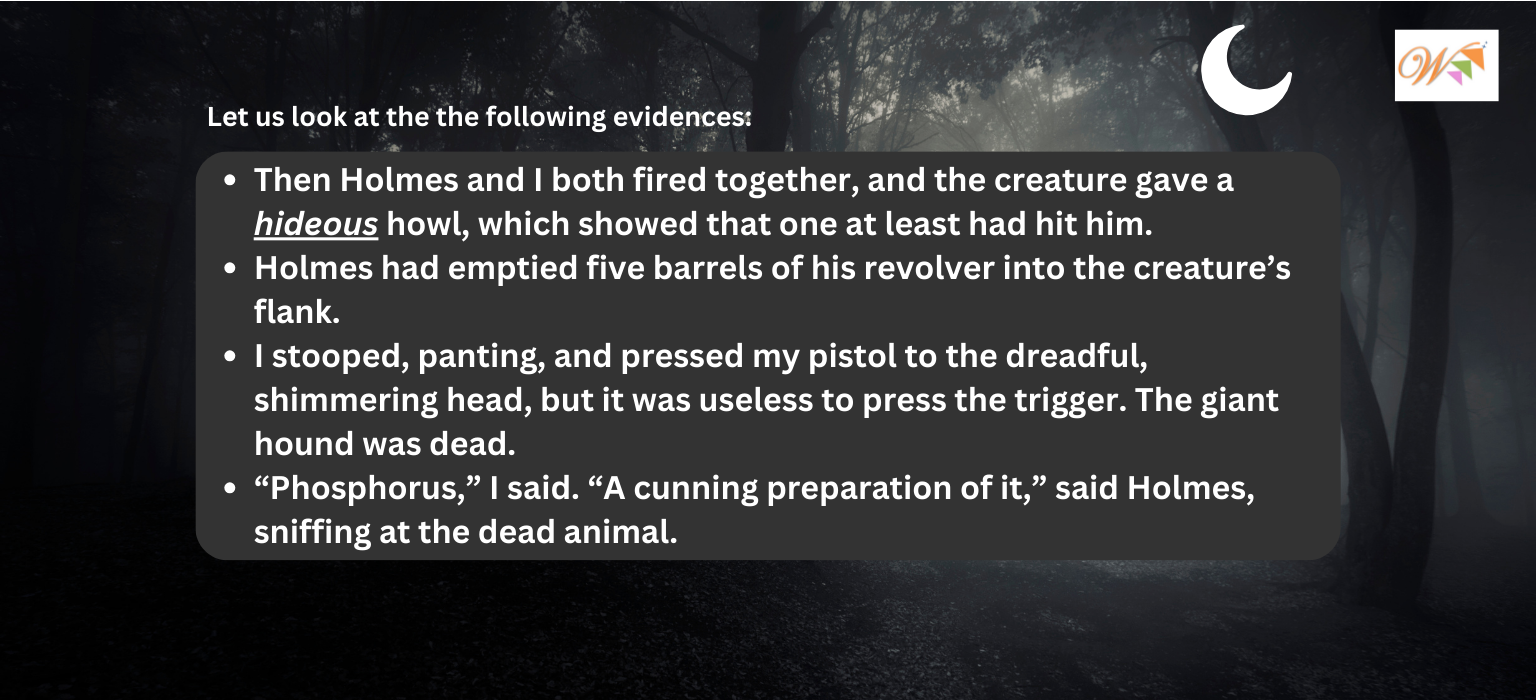 Let us look at the the following evidences:
• Then Holmes and I both fired together, and the creature gave a
hideous howl, which showed that one at least had hit him.
• Holmes had emptied five barrels of his revolver into the creature’s
flank.
• I stooped, panting, and pressed my pistol to the dreadful,
shimmering head, but it was useless to press the trigger. The giant
hound was dead.
• “Phosphorus,” I said. “A cunning preparation of it,” said Holmes,
sniffing at the dead animal.
W